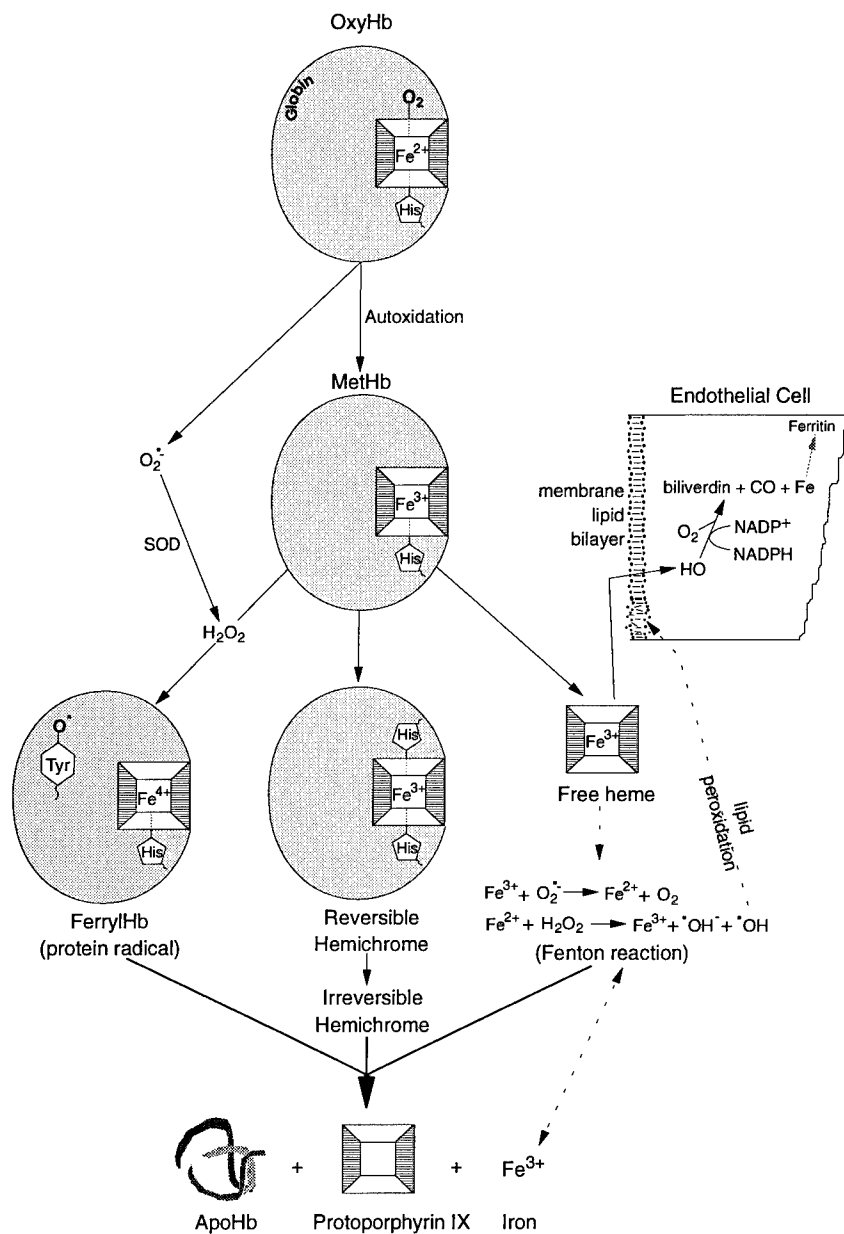 OxyHb
Globin
O₂
Fe²⁺
His
Autoxidation
MetHb
O₂•⁻
SOD
H₂O₂
Fe³⁺
His
Endothelial Cell
Ferritin
membrane
lipid
bilayer
biliverdin + CO + Fe
O₂
NADP⁺
NADPH
HO
O•
Tyr
Fe⁴⁺
His
FerrylHb
(protein radical)
His
Fe³⁺
His
Reversible
Hemichrome
Irreversible
Hemichrome
Fe³⁺
Free heme
lipid
peroxidation
Fe³⁺ + O₂•⁻ → Fe²⁺ + O₂
Fe²⁺ + H₂O₂ → Fe³⁺ + •OH⁻ + •OH
(Fenton reaction)
+ + Fe³⁺
ApoHb Protoporphyrin IX Iron